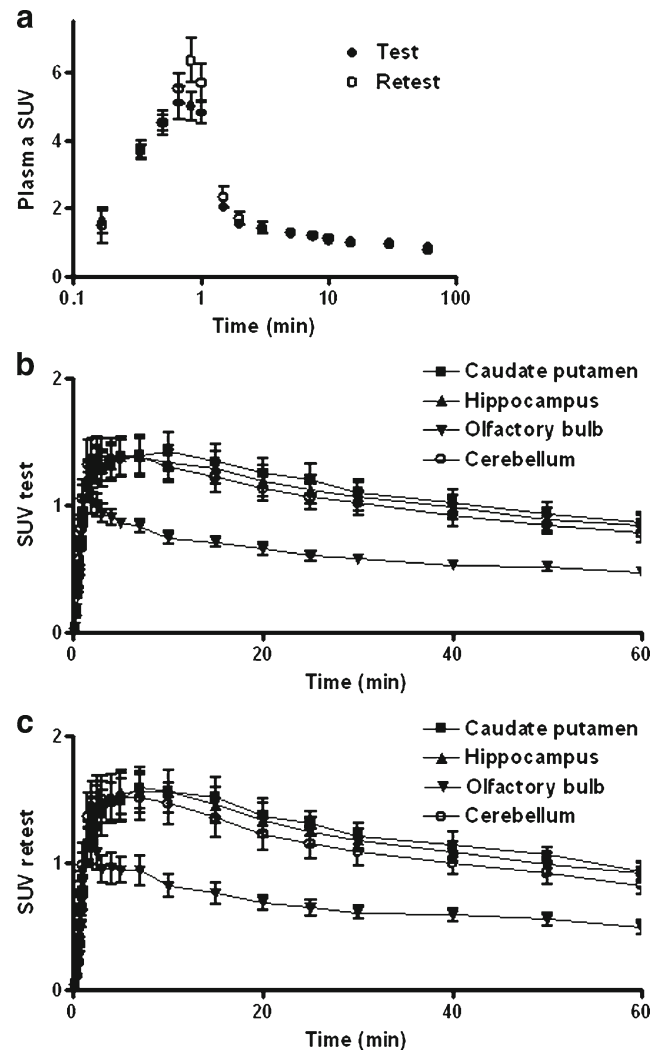 a
Plasma SUV
6
4
2
0
Test
Retest
0.1
1
10
100
Time (min)
b
SUV test
2
1
0
Caudate putamen
Hippocampus
Olfactory bulb
Cerebellum
0
20
40
60
Time (min)
c
SUV retest
2
1
0
Caudate putamen
Hippocampus
Olfactory bulb
Cerebellum
0
20
40
60
Time (min)